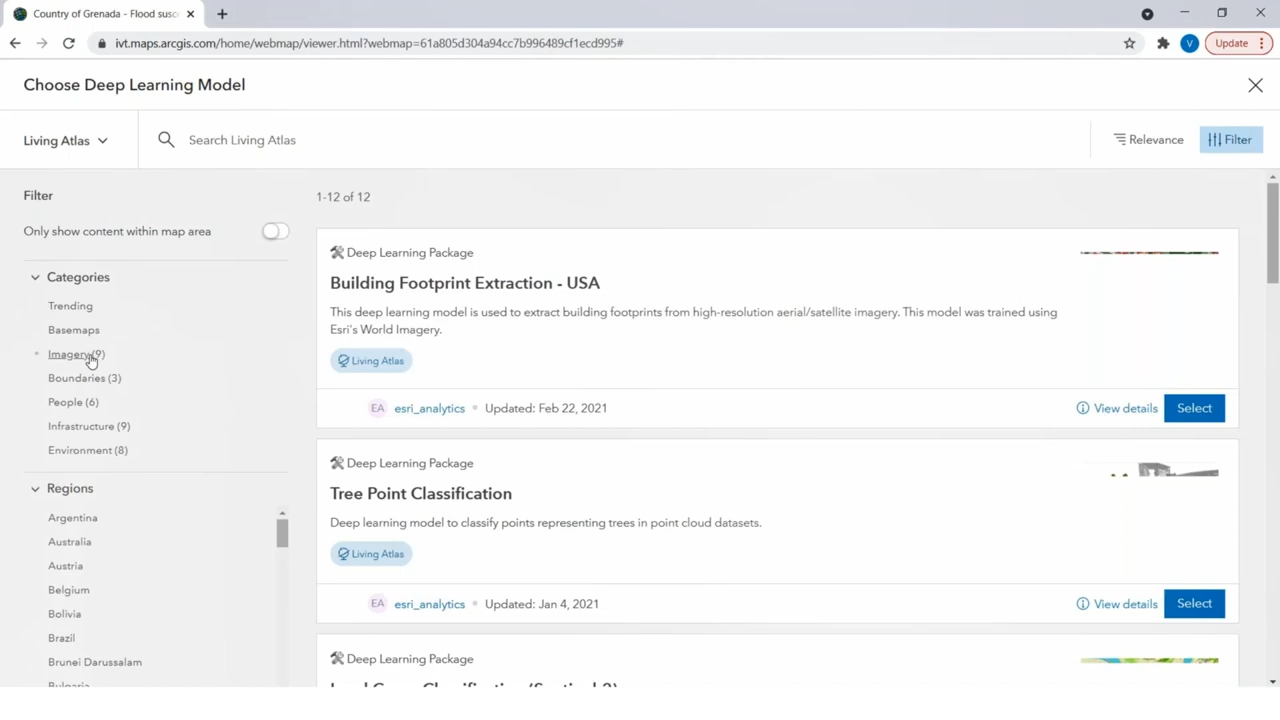 Country of Grenada - Flood susc
ivt.maps.arcgis.com/home/webmap/viewer.html?webmap=61a805d304a94cc7b996489cf1ecd995#
V
Update
Choose Deep Learning Model
Living Atlas
Search Living Atlas
Relevance
Filter
Filter
1-12 of 12
Only show content within map area
Categories
Trending
Basemaps
Imagery (9)
Boundaries (3)
People (6)
Infrastructure (9)
Environment (8)
Regions
Argentina
Australia
Austria
Belgium
Bolivia
Brazil
Brunei Darussalam
Bulgaria
Deep Learning Package
Building Footprint Extraction - USA
This deep learning model is used to extract building footprints from high-resolution aerial/satellite imagery. This model was trained using
Esri's World Imagery.
Living Atlas
EA esri_analytics • Updated: Feb 22, 2021
View details
Select
Deep Learning Package
Tree Point Classification
Deep learning model to classify points representing trees in point cloud datasets.
Living Atlas
EA esri_analytics • Updated: Jan 4, 2021
View details
Select
Deep Learning Package
Land Cover Classification (Sentinel-2)